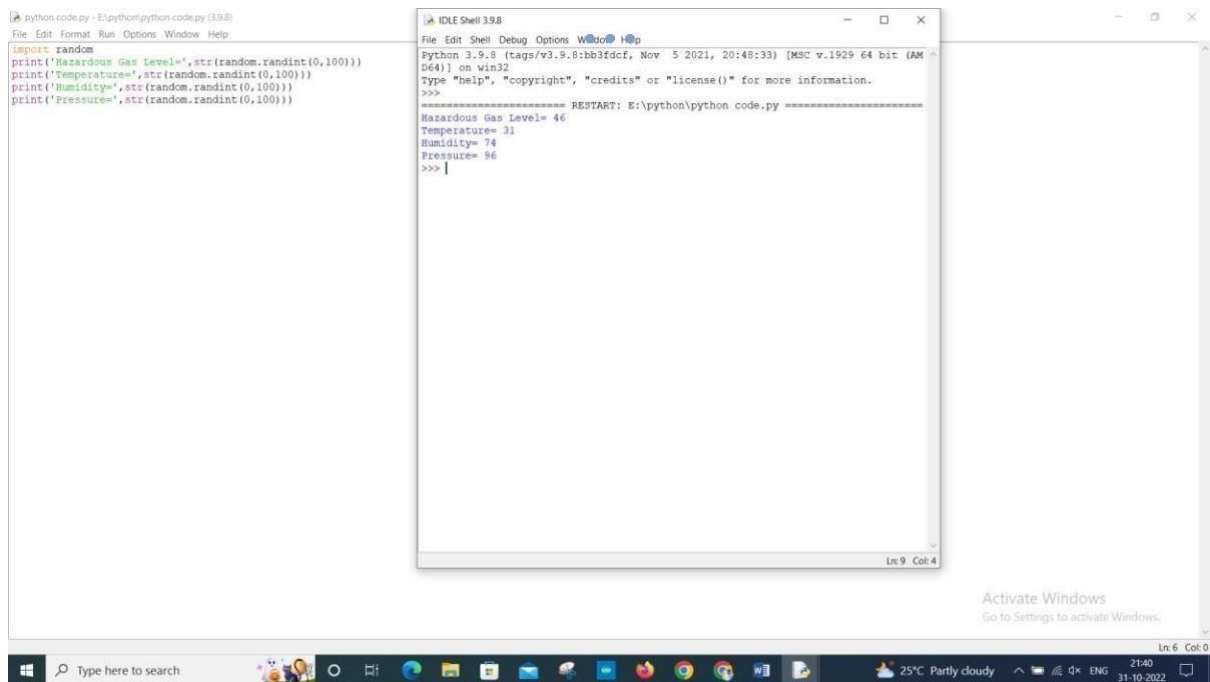 python code.py - E:\python\python code.py (3.9.8)
File Edit Format Run Options Window Help
import random
print('Hazardous Gas Level=',str(random.randint(0,100)))
print('Temperature=',str(random.randint(0,100)))
print('Humidity=',str(random.randint(0,100)))
print('Pressure=',str(random.randint(0,100)))
IDLE Shell 3.9.8
File Edit Shell Debug Options
Python 3.9.8 (tags/v3.9.8:bb3fdcf, Nov 5 2021, 20:48:33) [MSC v.1929 64 bit (AM
D64)] on win32
Type "help", "copyright", "credits" or "license()" for more information.
>>>
====================== RESTART: E:\python\python code.py ======================
Hazardous Gas Level= 46
Temperature= 31
Humidity= 74
Pressure= 96
>>>
Ln: 9 Col: 4
Activate Windows
Go to Settings to activate Windows.
Ln: 6 Col: 0
Type here to search
25°C Partly cloudy
ENG
21:40
31-10-2022